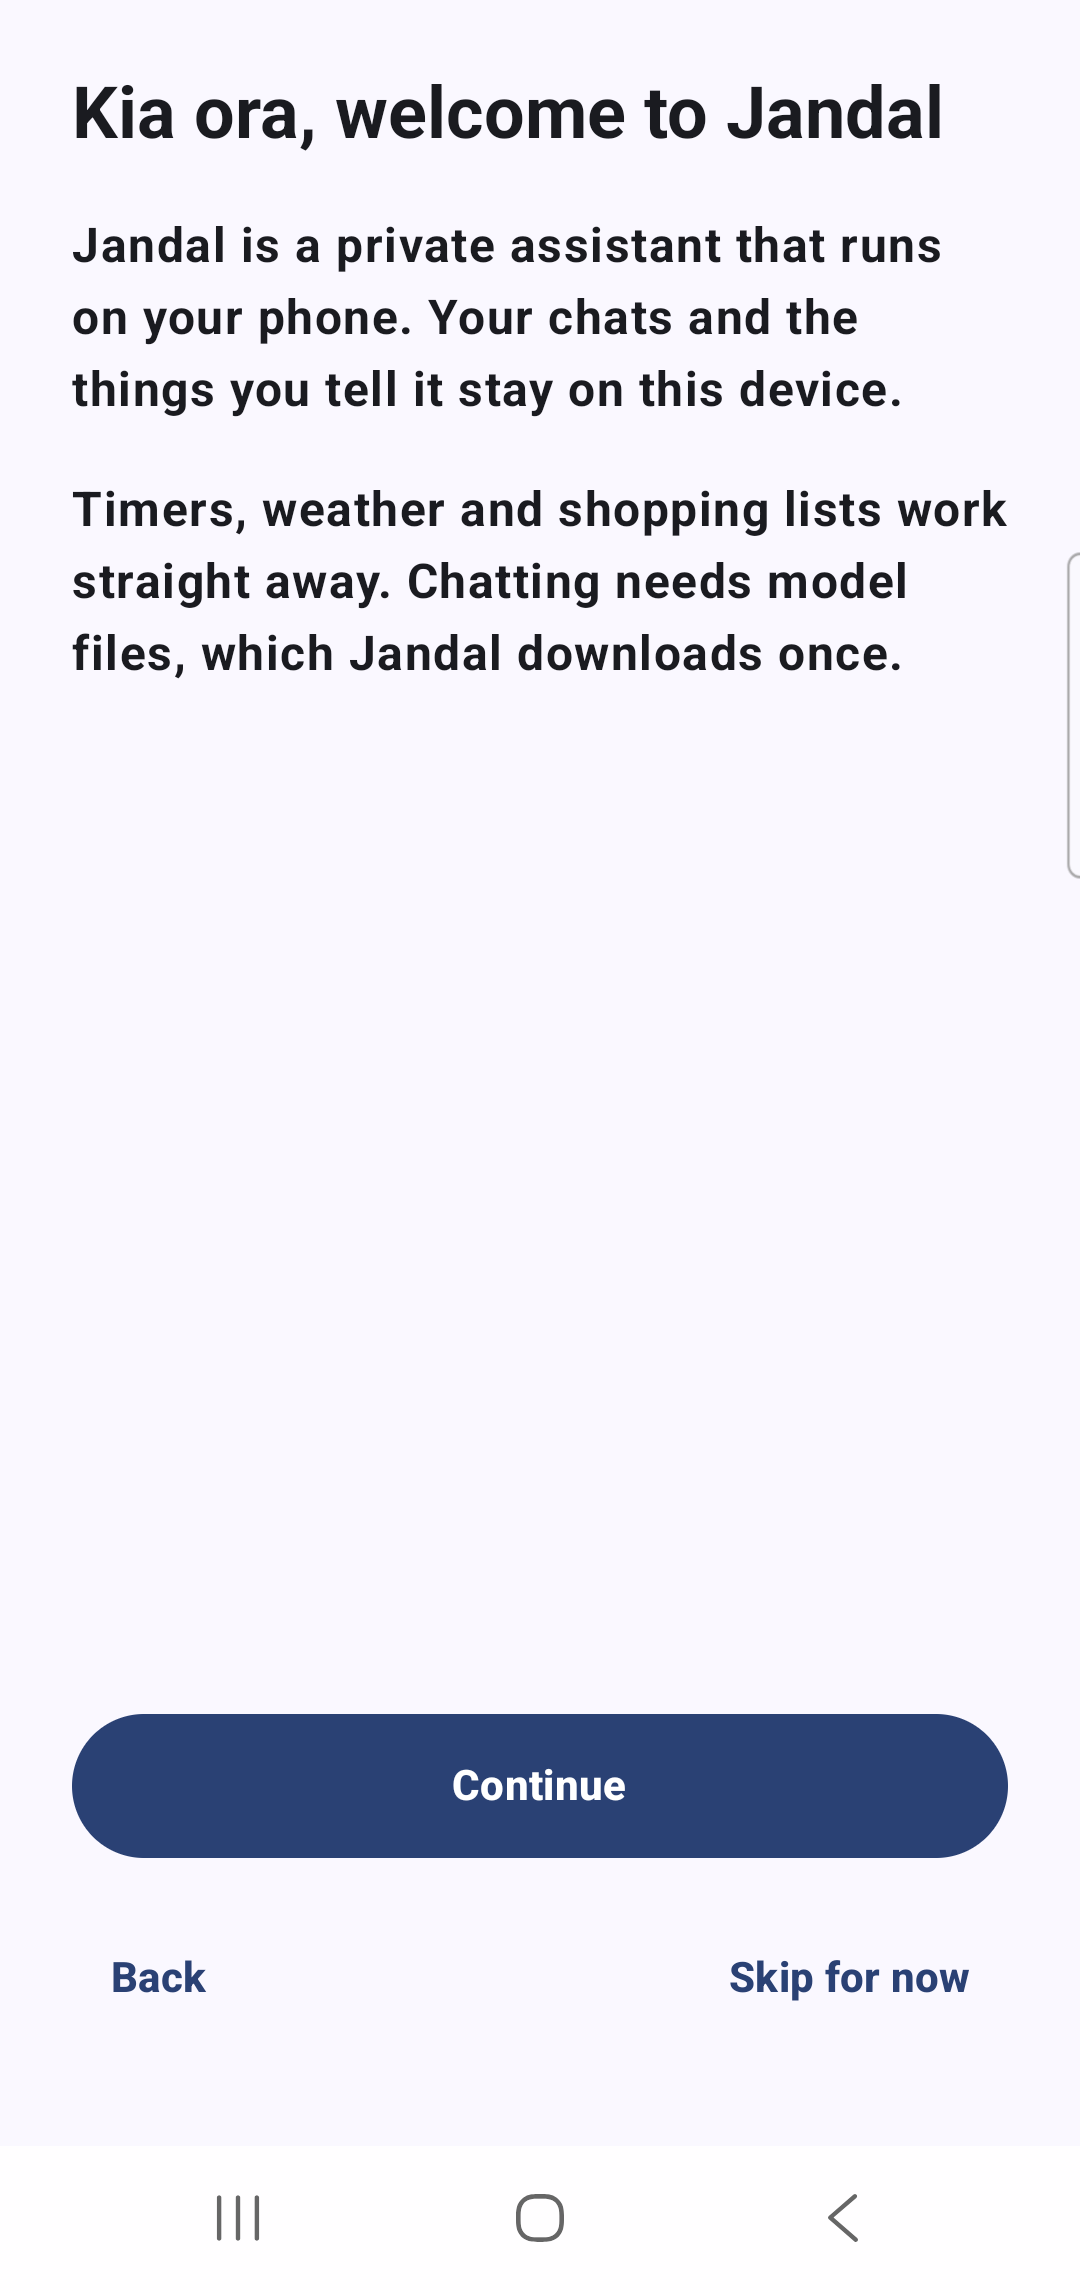 Kia ora, welcome to Jandal
Jandal is a private assistant that runs
on your phone. Your chats and the
things you tell it stay on this device.
Timers, weather and shopping lists work
straight away. Chatting needs model
files, which Jandal downloads once.
Continue
Back
Skip for now